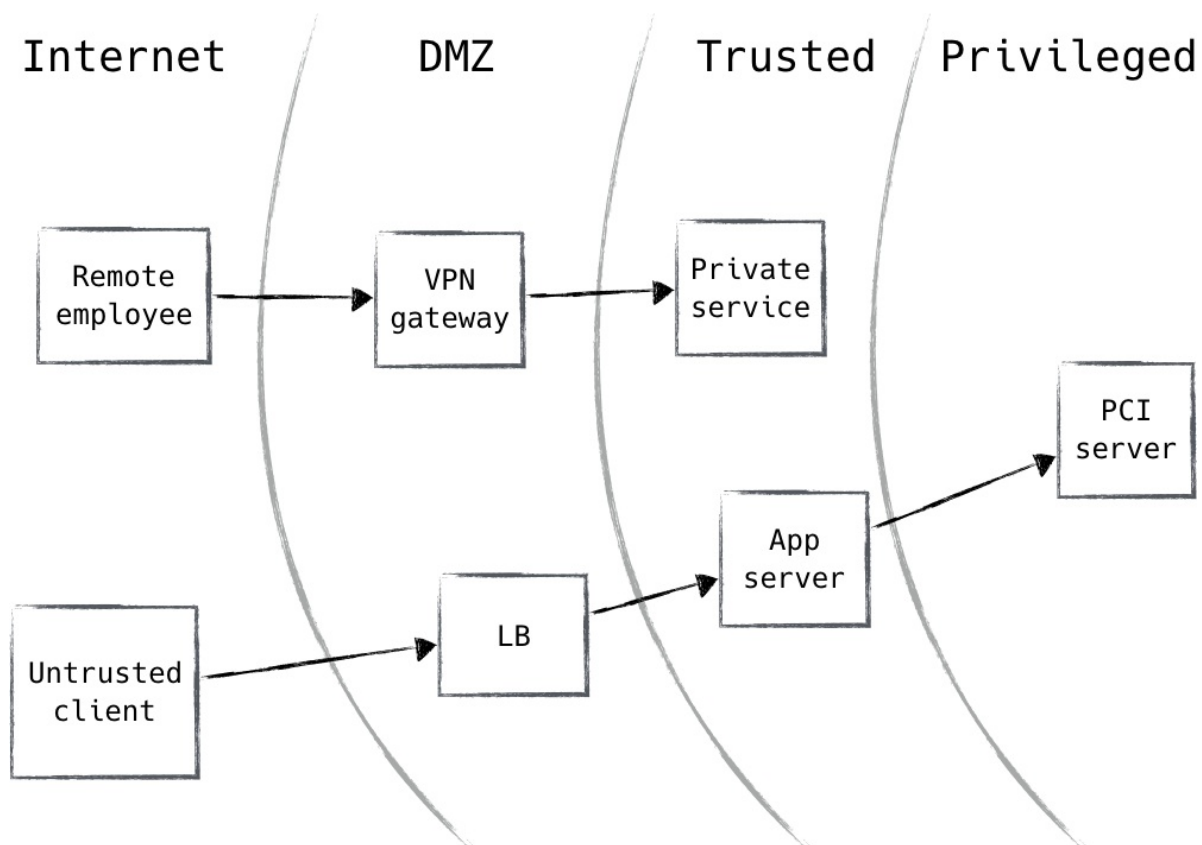 Internet
DMZ
Trusted
Privileged
Remote
employee
VPN
gateway
Private
service
PCI
server
App
server
LB
Untrusted
client